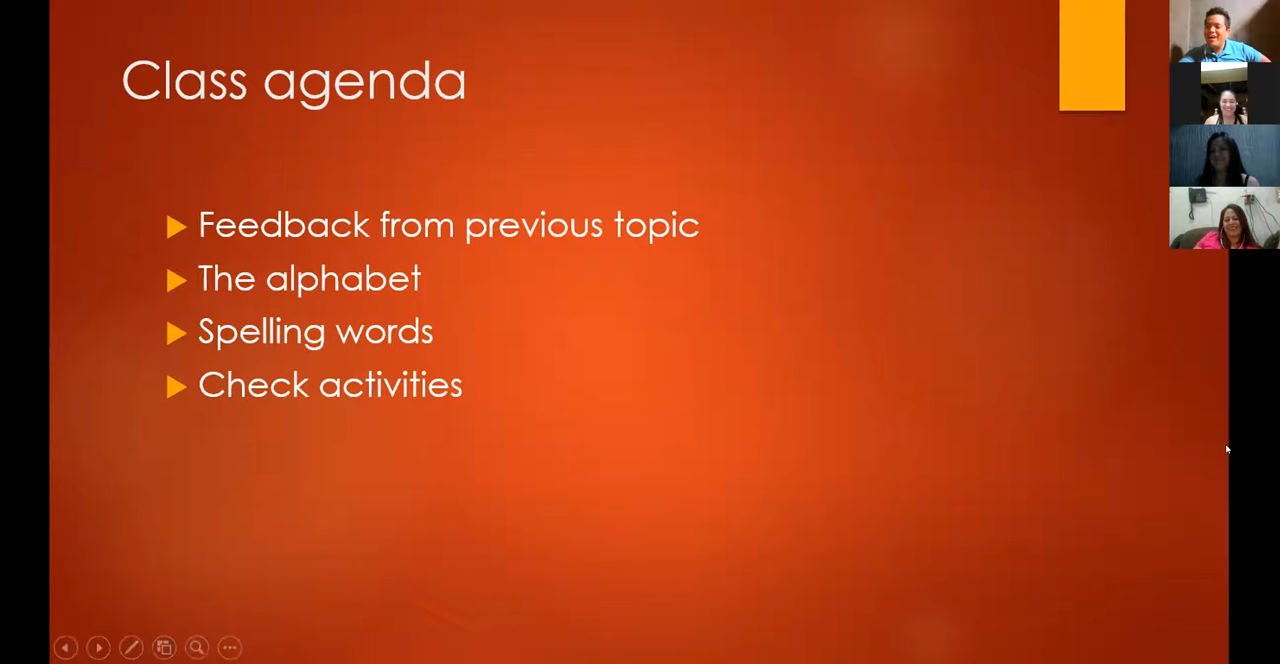 Class agenda
Feedback from previous topic
The alphabet
Spelling words
Check activities